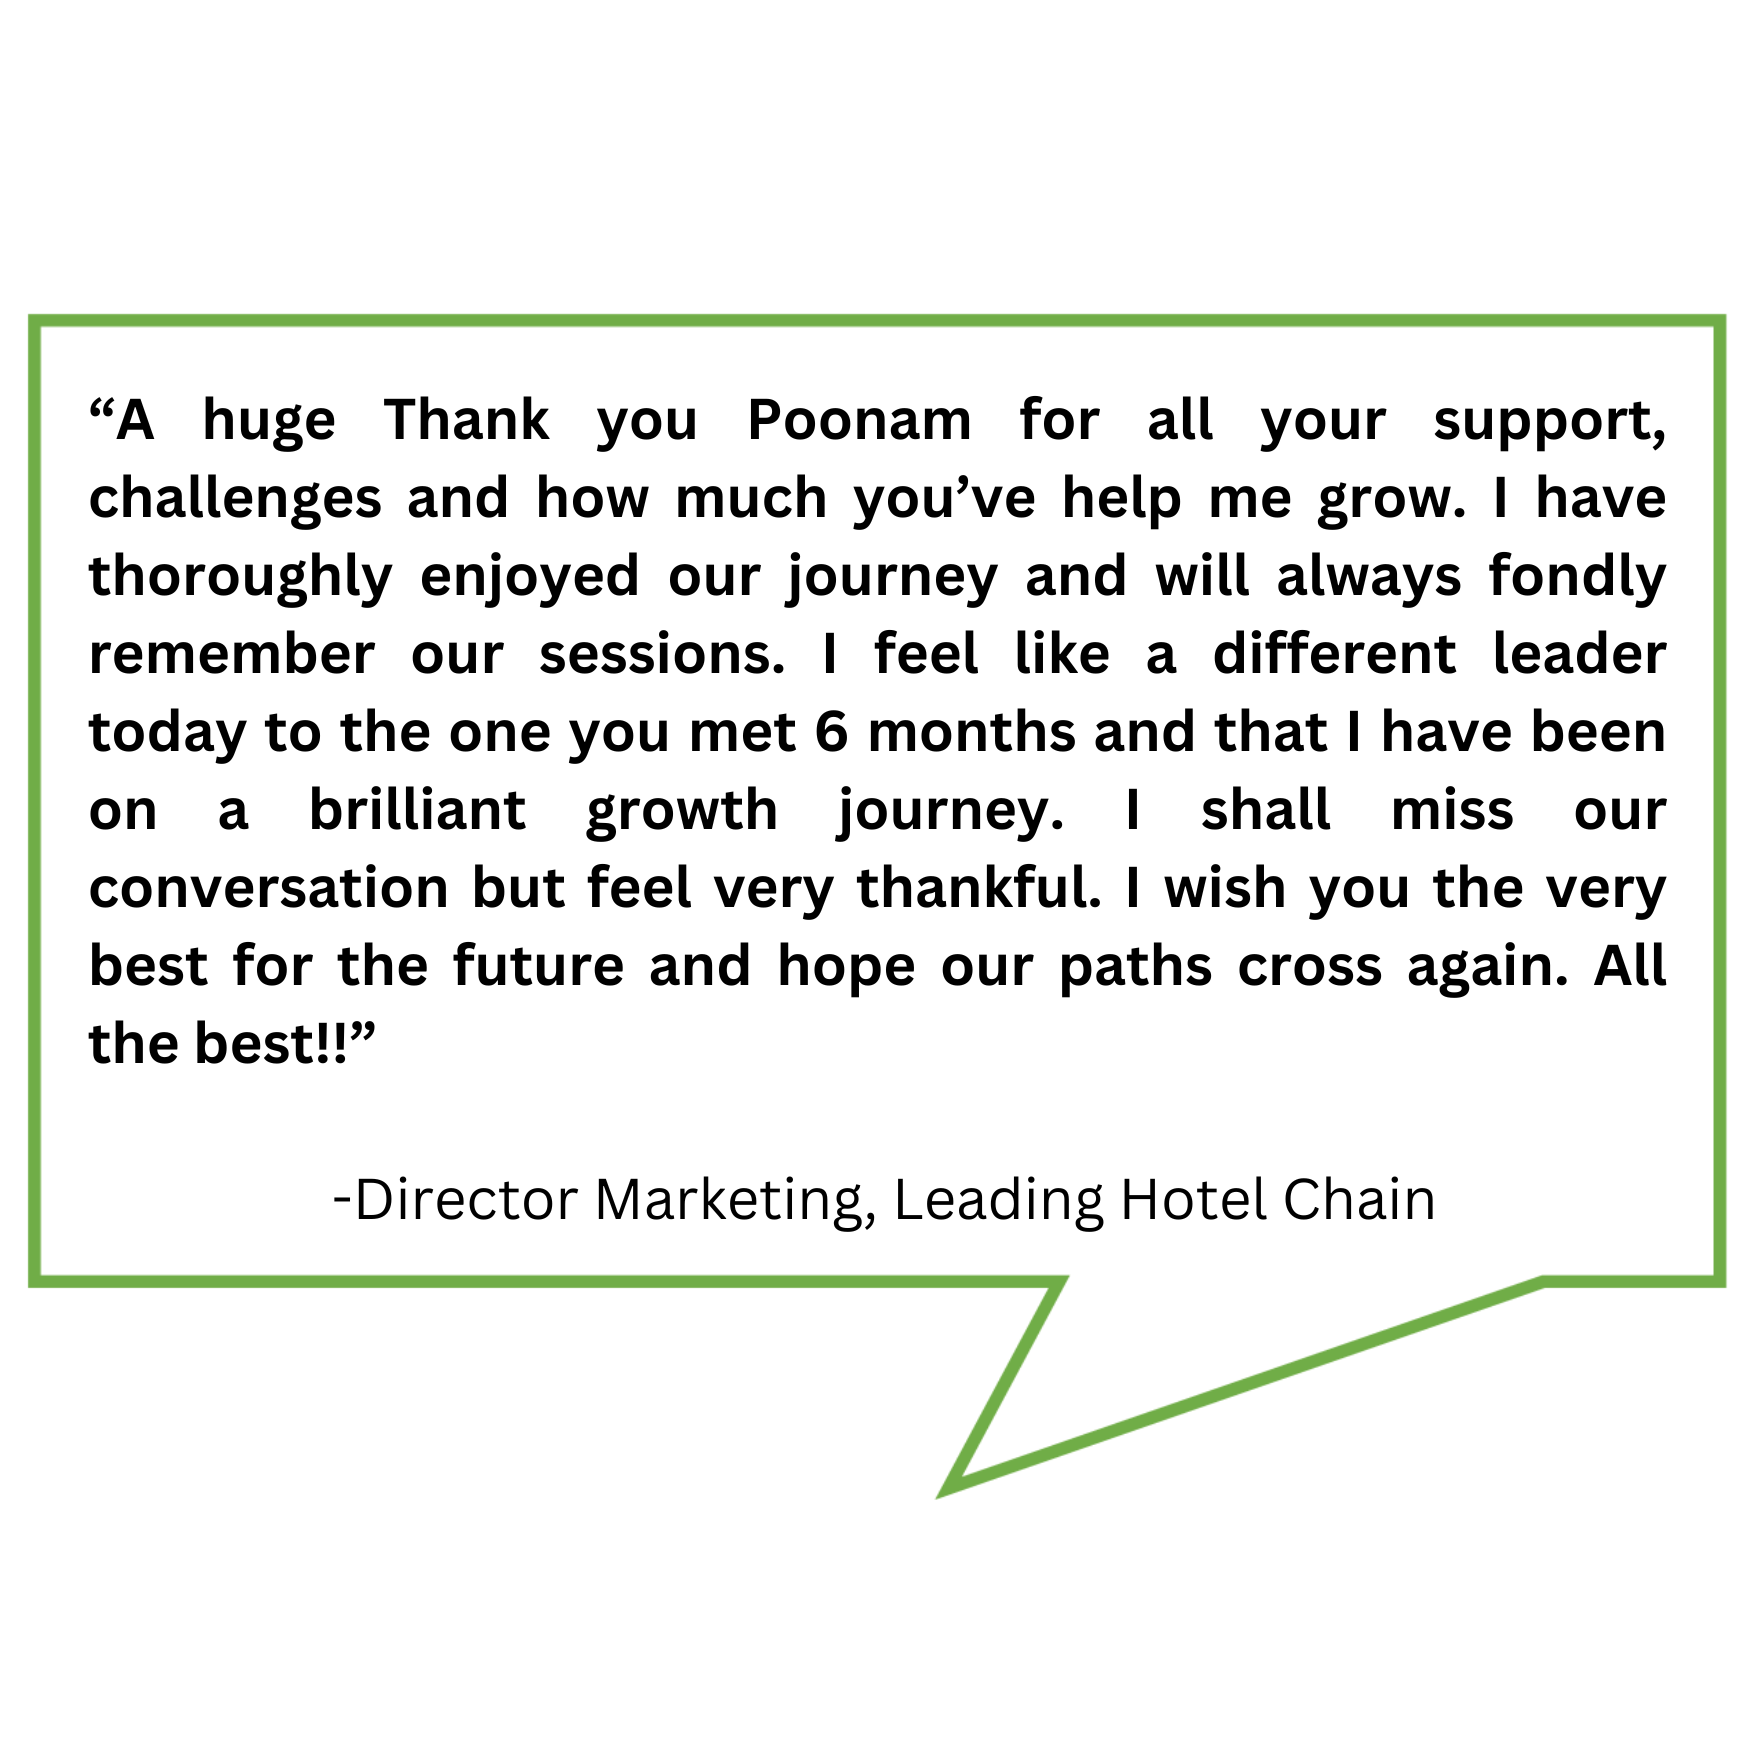 “A huge Thank you Poonam for all your support,
challenges and how much you’ve help me grow. I have
thoroughly enjoyed our journey and will always fondly
remember our sessions. I feel like a different leader
today to the one you met 6 months and that I have been
on a brilliant growth journey. I shall miss our
conversation but feel very thankful. I wish you the very
best for the future and hope our paths cross again. All
the best!!”
-Director Marketing, Leading Hotel Chain